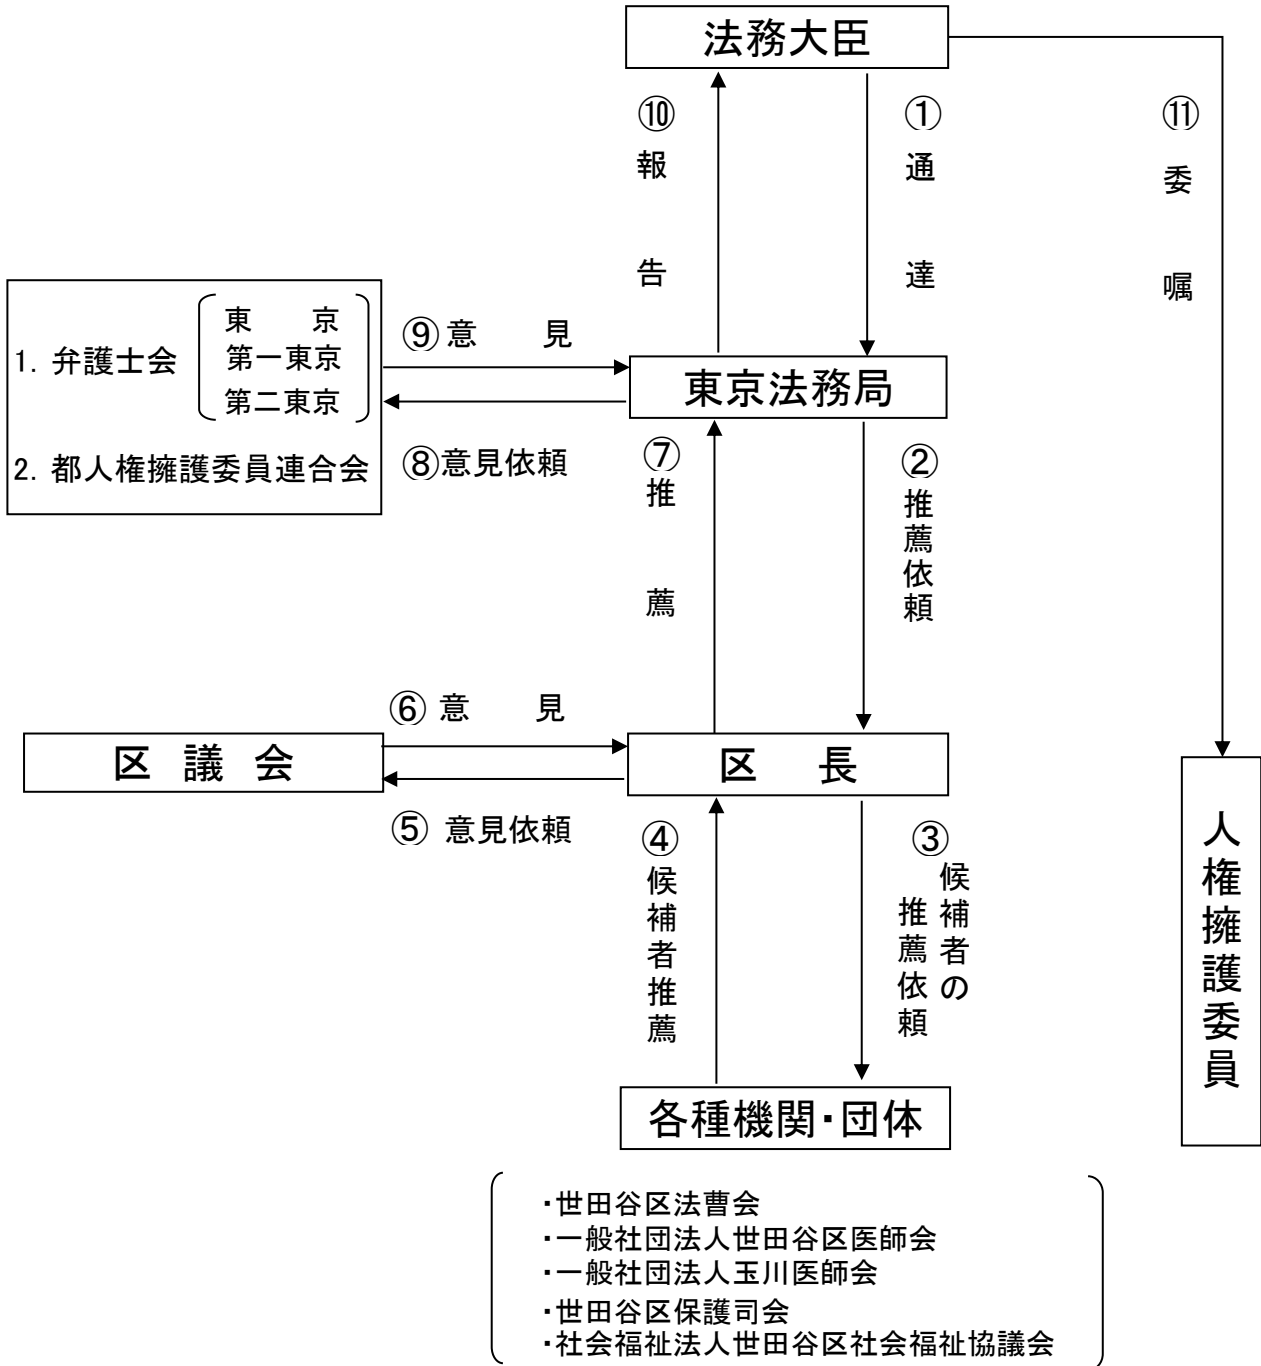 法務大臣
⑩報告
①通達
⑪委嘱
1. 弁護士会
東　京
第一東京
第二東京
2. 都人権擁護委員連合会
⑨意　見
⑧意見依頼
東京法務局
⑦推薦
②推薦依頼
⑥意　見
区議会
⑤意見依頼
区　長
④候補者推薦
③候補者の
推薦依頼
人権擁護委員
各種機関・団体
・世田谷区法曹会
・一般社団法人世田谷区医師会
・一般社団法人玉川医師会
・世田谷区保護司会
・社会福祉法人世田谷区社会福祉協議会